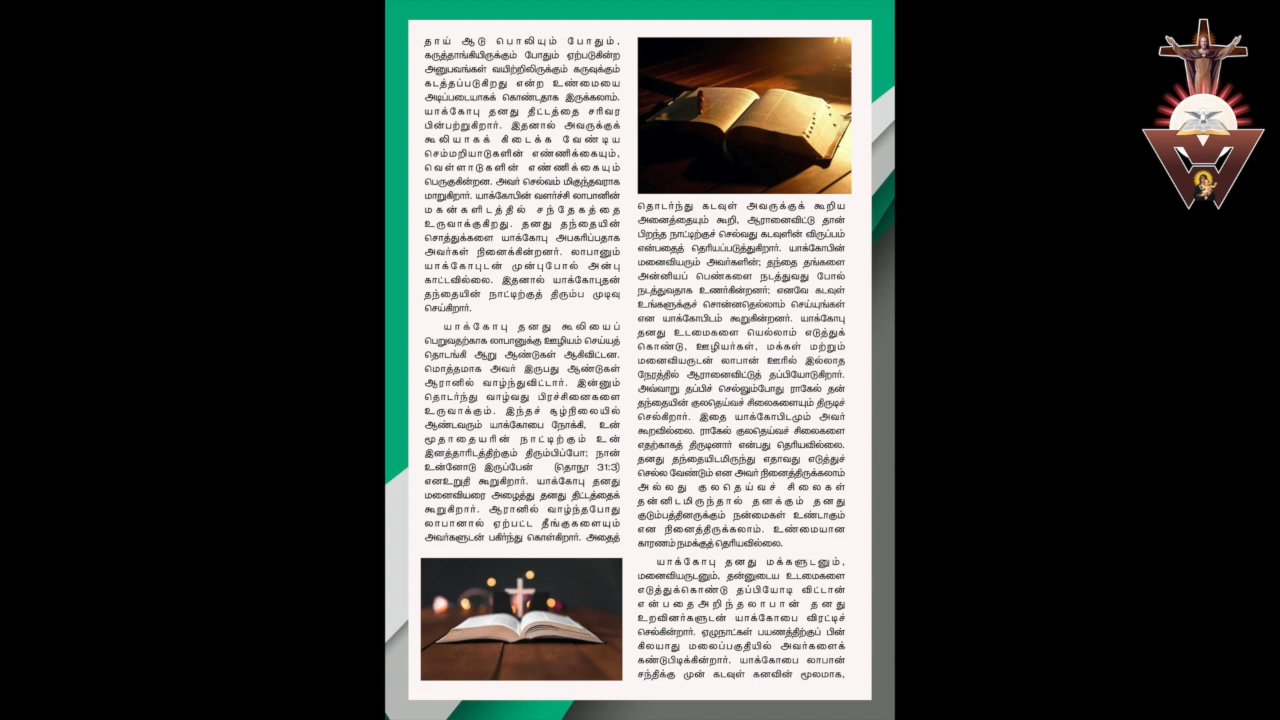 தாய் ஆடு பொலியும் போதும்,
கருத்தாங்கியிருக்கும் போதும் ஏற்படுகின்ற
அனுபவங்கள் வயிற்றிலிருக்கும் கருவுக்கும்
கடத்தப்படுகிறது என்ற உண்மையை
அடிப்படையாகக் கொண்டதாக இருக்கலாம்.
யாக்கோபு தனது திட்டத்தை சரிவர
பின்பற்றுகிறார். இதனால் அவருக்குக்
கூலியாகக் கிடைக்க வேண்டிய
செம்மறியாடுகளின் எண்ணிக்கையும்,
வெள்ளாடுகளின் எண்ணிக்கையும்
பெருகுகின்றன. அவர் செல்வம் மிகுந்தவராக
மாறுகிறார். யாக்கோபின் வளர்ச்சி லாபானின்
மகன்களிடத்தில் சந்தேகத்தை
உருவாக்குகிறது. தனது தந்தையின்
சொத்துக்களை யாக்கோபு அபகரிப்பதாக
அவர்கள் நினைக்கின்றனர். லாபானும்
யாக்கோபுடன் முன்புபோல் அன்பு
காட்டவில்லை. இதனால் யாக்கோபுதன்
தந்தையின் நாட்டிற்குத் திரும்ப முடிவு
செய்கிறார்.
யாக்கோபு தனது கூலியைப்
பெறுவதற்காக லாபானுக்கு ஊழியம் செய்யத்
தொடங்கி ஆறு ஆண்டுகள் ஆகிவிட்டன.
மொத்தமாக அவர் இருபது ஆண்டுகள்
ஆரானில் வாழ்ந்துவிட்டார். இன்னும்
தொடர்ந்து வாழ்வது பிரச்சினைகளை
உருவாக்கும். இந்தச் சூழ்நிலையில்
ஆண்டவரும் யாக்கோபை நோக்கி, உன்
மூதாதையரின் நாட்டிற்கும் உன்
இனத்தாரிடத்திற்கும் திரும்பிப்போ; நான்
உன்னோடு இருப்பேன் (தொநூ 31:3)
எனஉறுதி கூறுகிறார். யாக்கோபு தனது
மனைவியரை அழைத்து தனது திட்டத்தைக்
கூறுகிறார். ஆரானில் வாழ்ந்தபோது
லாபானால் ஏற்பட்ட தீங்குகளையும்
அவர்களுடன் பகிர்ந்து கொள்கிறார். அதைத்
தொடர்ந்து கடவுள் அவருக்குக் கூறிய
அனைத்தையும் கூறி, ஆரானைவிட்டு தான்
பிறந்த நாட்டிற்குச் செல்வது கடவுளின் விருப்பம்
என்பதைத் தெரியப்படுத்துகிறார். யாக்கோபின்
மனைவியரும் அவர்களின்; தந்தை தங்களை
அன்னியப் பெண்களை நடத்துவது போல்
நடத்துவதாக உணர்கின்றனர்; எனவே கடவுள்
உங்களுக்குச் சொன்னதெல்லாம் செய்யுங்கள்
என யாக்கோபிடம் கூறுகின்றனர். யாக்கோபு
தனது உடமைகளை யெல்லாம் எடுத்துக்
கொண்டு, ஊழியர்கள், மக்கள் மற்றும்
மனைவியருடன் லாபான் ஊரில் இல்லாத
நேரத்தில் ஆரானைவிட்டுத் தப்பியோடுகிறார்.
அவ்வாறு தப்பிச் செல்லும்போது ராகேல் தன்
தந்தையின் குலதெய்வச் சிலைகளையும் திருடிச்
செல்கிறார். இதை யாக்கோபிடமும் அவர்
கூறவில்லை. ராகேல் குலதெய்வச் சிலைகளை
எதற்காகத் திருடினார் என்பது தெரியவில்லை.
தனது தந்தையிடமிருந்து எதாவது எடுத்துச்
செல்ல வேண்டும் என அவர் நினைத்திருக்கலாம்
அல்லது குலதெய்வச் சிலைகள்
தன்னிடமிருந்தால் தனக்கும் தனது
குடும்பத்தினருக்கும் நன்மைகள் உண்டாகும்
என நினைத்திருக்கலாம். உண்மையான
காரணம் நமக்குத் தெரியவில்லை.
யாக்கோபு தனது மக்களுடனும்,
மனைவியருடனும், தன்னுடைய உடமைகளை
எடுத்துக்கொண்டு தப்பியோடி விட்டான்
என்பதைஅறிந்தலாபான் தனது
உறவினர்களுடன் யாக்கோபை விரட்டிச்
செல்கின்றார். ஏழுநாட்கள் பயணத்திற்குப் பின்
கிலயாது மலைப்பகுதியில் அவர்களைக்
கண்டுபிடிக்கின்றார். யாக்கோபை லாபான்
சந்திக்கு முன் கடவுள் கனவின் மூலமாக,